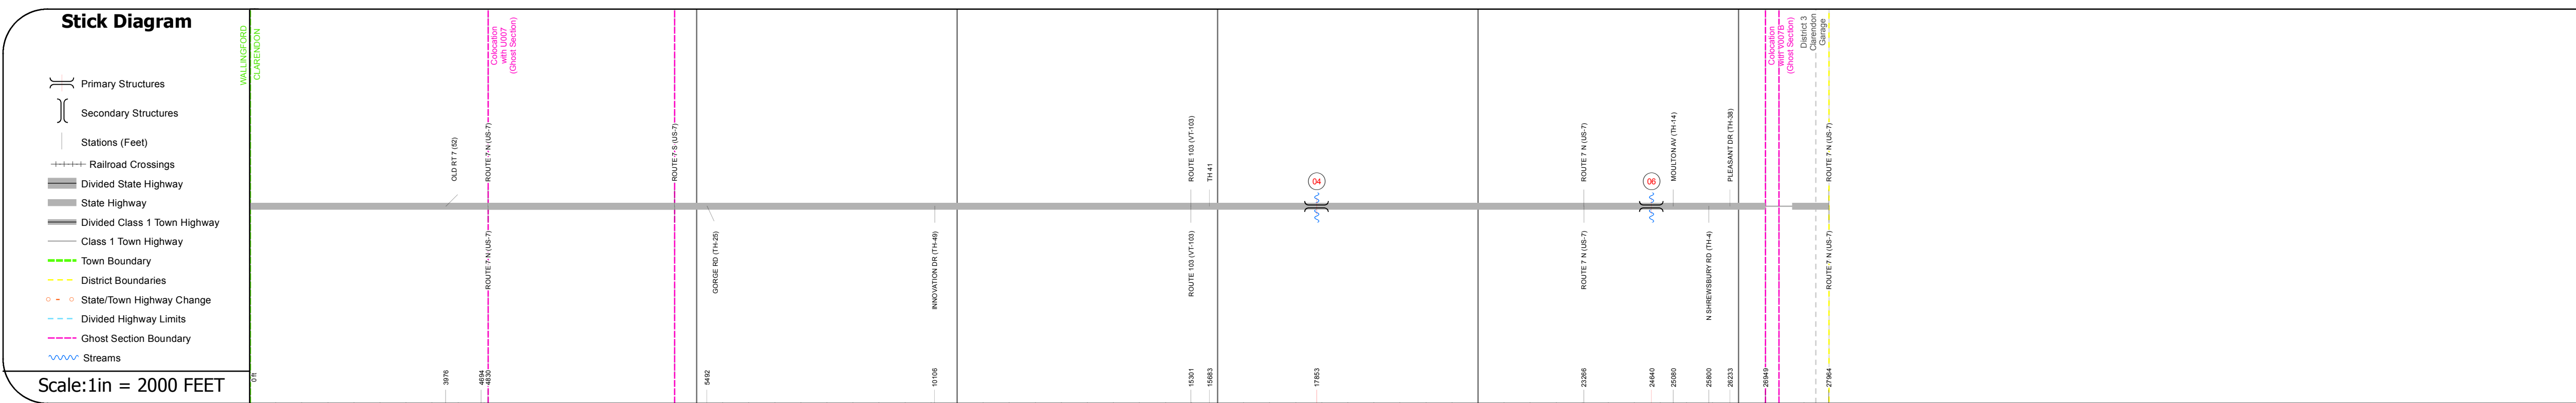 Stick Diagram
Primary Structures
Secondary Structures
Stations (Feet)
Railroad Crossings
Divided State Highway
State Highway
Divided Class 1 Town Highway
Class 1 Town Highway
Town Boundary
District Boundaries
State/Town Highway Change
Divided Highway Limits
Ghost Section Boundary
Streams
Scale:1in = 2000 FEET
WALLINGFORD
CLARENDON
Colocation
with U007
(Ghost Section)
Colocation
with V007B
(Ghost Section)
District 3
Clarendon
Garage
OLD RT 7 (52)
ROUTE 7 N (US-7)
ROUTE 7 S (US-7)
ROUTE 103 (VT-103)
TH 41
04
ROUTE 7 N (US-7)
06
MOULTON AV (TH-14)
PLEASANT DR (TH-38)
ROUTE 7 N (US-7)
ROUTE 7 N (US-7)
GORGE RD (TH-25)
INNOVATION DR (TH-49)
ROUTE 103 (VT-103)
ROUTE 7 N (US-7)
N SHREWSBURY RD (TH-4)
ROUTE 7 N (US-7)
0 ft
3976
4694
4830
5492
10106
15301
15683
17853
23266
24640
25080
25800
26233
26949
27964